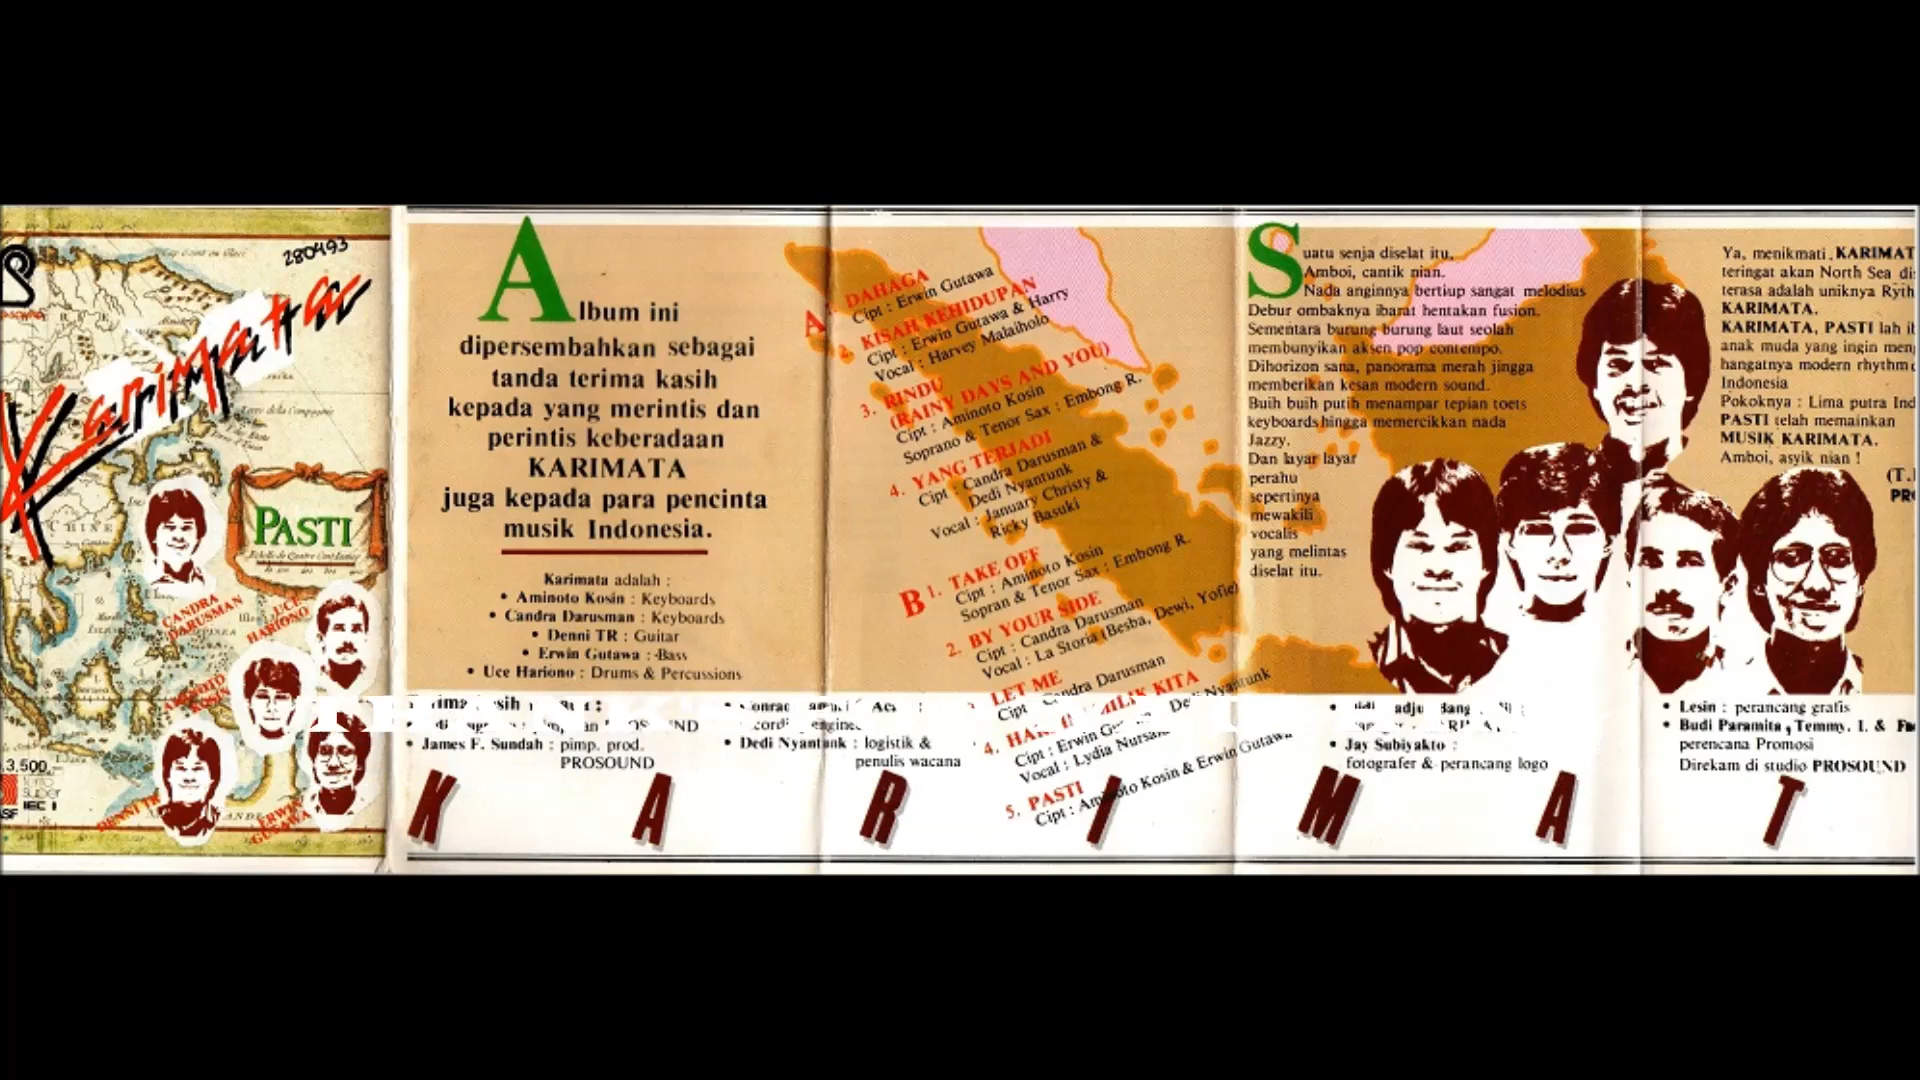 280493
Karimata
CHINE
PASTI
CANDRA
DARUSMAN
UCE
HARIONO
AMINOTO
KOSIN
DENNI TR
ERWIN
GUTAWA
3.500,-
super
IEC I
Album ini
dipersembahkan sebagai
tanda terima kasih
kepada yang merintis dan
perintis keberadaan
KARIMATA
juga kepada para pencinta
musik Indonesia.
Karimata adalah :
• Aminoto Kosin : Keyboards
• Candra Darusman : Keyboards
• Denni TR : Guitar
• Erwin Gutawa : Bass
• Uce Hariono : Drums & Percussions
• James F. Sundah : pimp. prod.
PROSOUND
• Dedi Nyantunk : logistik &
penulis wacana
A 1. DAHAGA
Cipt : Erwin Gutawa
2. KISAH KEHIDUPAN
Cipt : Erwin Gutawa & Harry
Vocal : Harvey Malaiholo
3. RINDU
(RAINY DAYS AND YOU)
Cipt : Aminoto Kosin
Soprano & Tenor Sax : Embong R.
4. YANG TERJADI
Cipt : Candra Darusman &
Dedi Nyantunk
Vocal : January Christy &
Ricky Basuki
B 1. TAKE OFF
Cipt : Aminoto Kosin
Sopran & Tenor Sax : Embong R.
2. BY YOUR SIDE
Cipt : Candra Darusman
Vocal : La Storia (Besba, Dewi, Yofie)
LET ME
Cipt : Candra Darusman
4. MILIK KITA
Cipt : Erwin Nyantunk
Vocal : Lydia
5. PASTI
Cipt : Aminoto Kosin & Erwin Gutawa
Suatu senja diselat itu,
Amboi, cantik nian.
Nada anginnya bertiup sangat melodius
Debur ombaknya ibarat hentakan fusion.
Sementara burung burung laut seolah
membunyikan aksen pop contempo.
Dihorizon sana, panorama merah jingga
memberikan kesan modern sound.
Buih buih putih menampar tepian toets
keyboards hingga memercikkan nada
Jazzy.
Dan layar layar
perahu
sepertinya
mewakili
vocalis
yang melintas
diselat itu.
• Jay Subiyakto :
fotografer & perancang logo
Ya, menikmati KARIMAT
teringat akan North Sea
terasa adalah uniknya
KARIMATA.
KARIMATA, PASTI lah
anak muda yang ingin
hangatnya modern rhythm
Indonesia
Pokoknya : Lima putra
PASTI telah memainkan
MUSIK KARIMATA.
Amboi, asyik nian !
• Lesin : perancang grafis
• Budi Paramita, Temmy. I. &
perencana Promosi
Direkam di studio PROSOUND
K A R I M A T